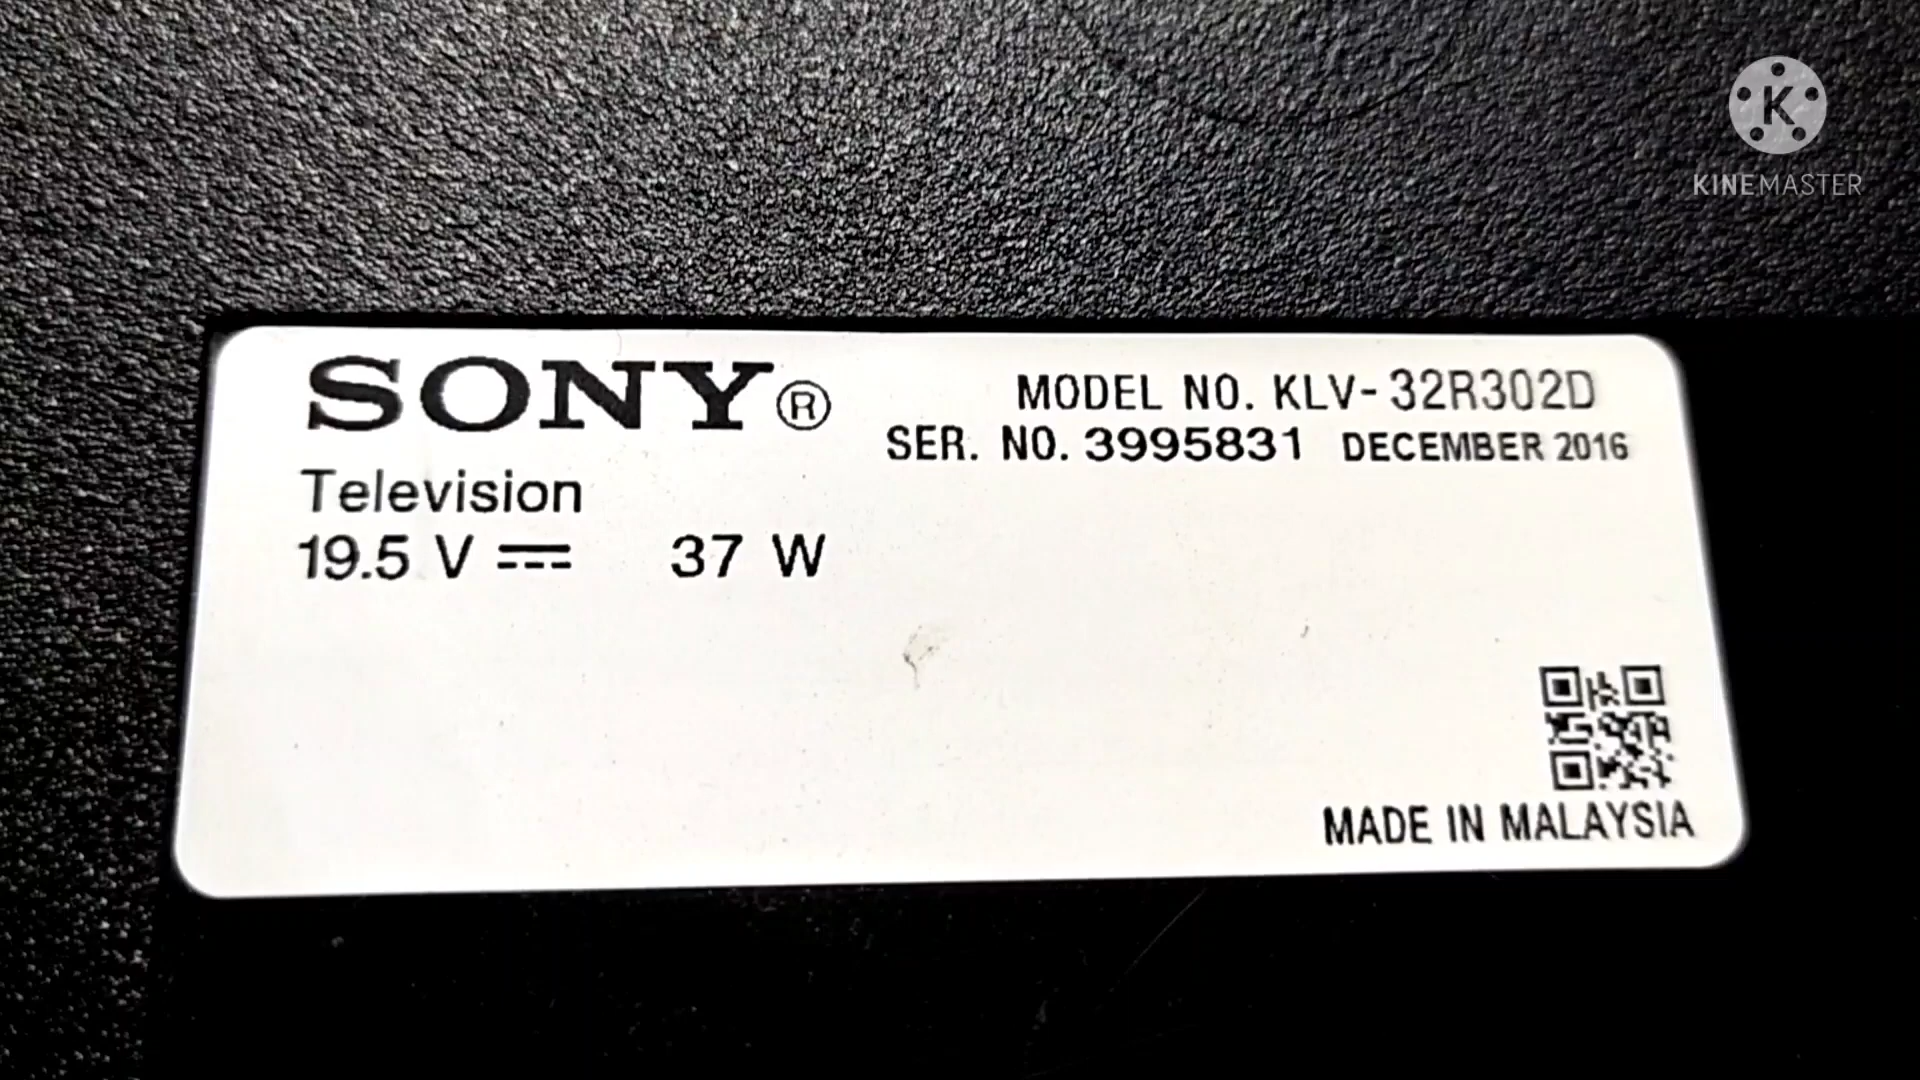 KINEMASTER
SONY®
MODEL NO. KLV-32R302D
SER. NO. 3995831 DECEMBER 2016
Television
19.5 V ⎓ 37 W
MADE IN MALAYSIA